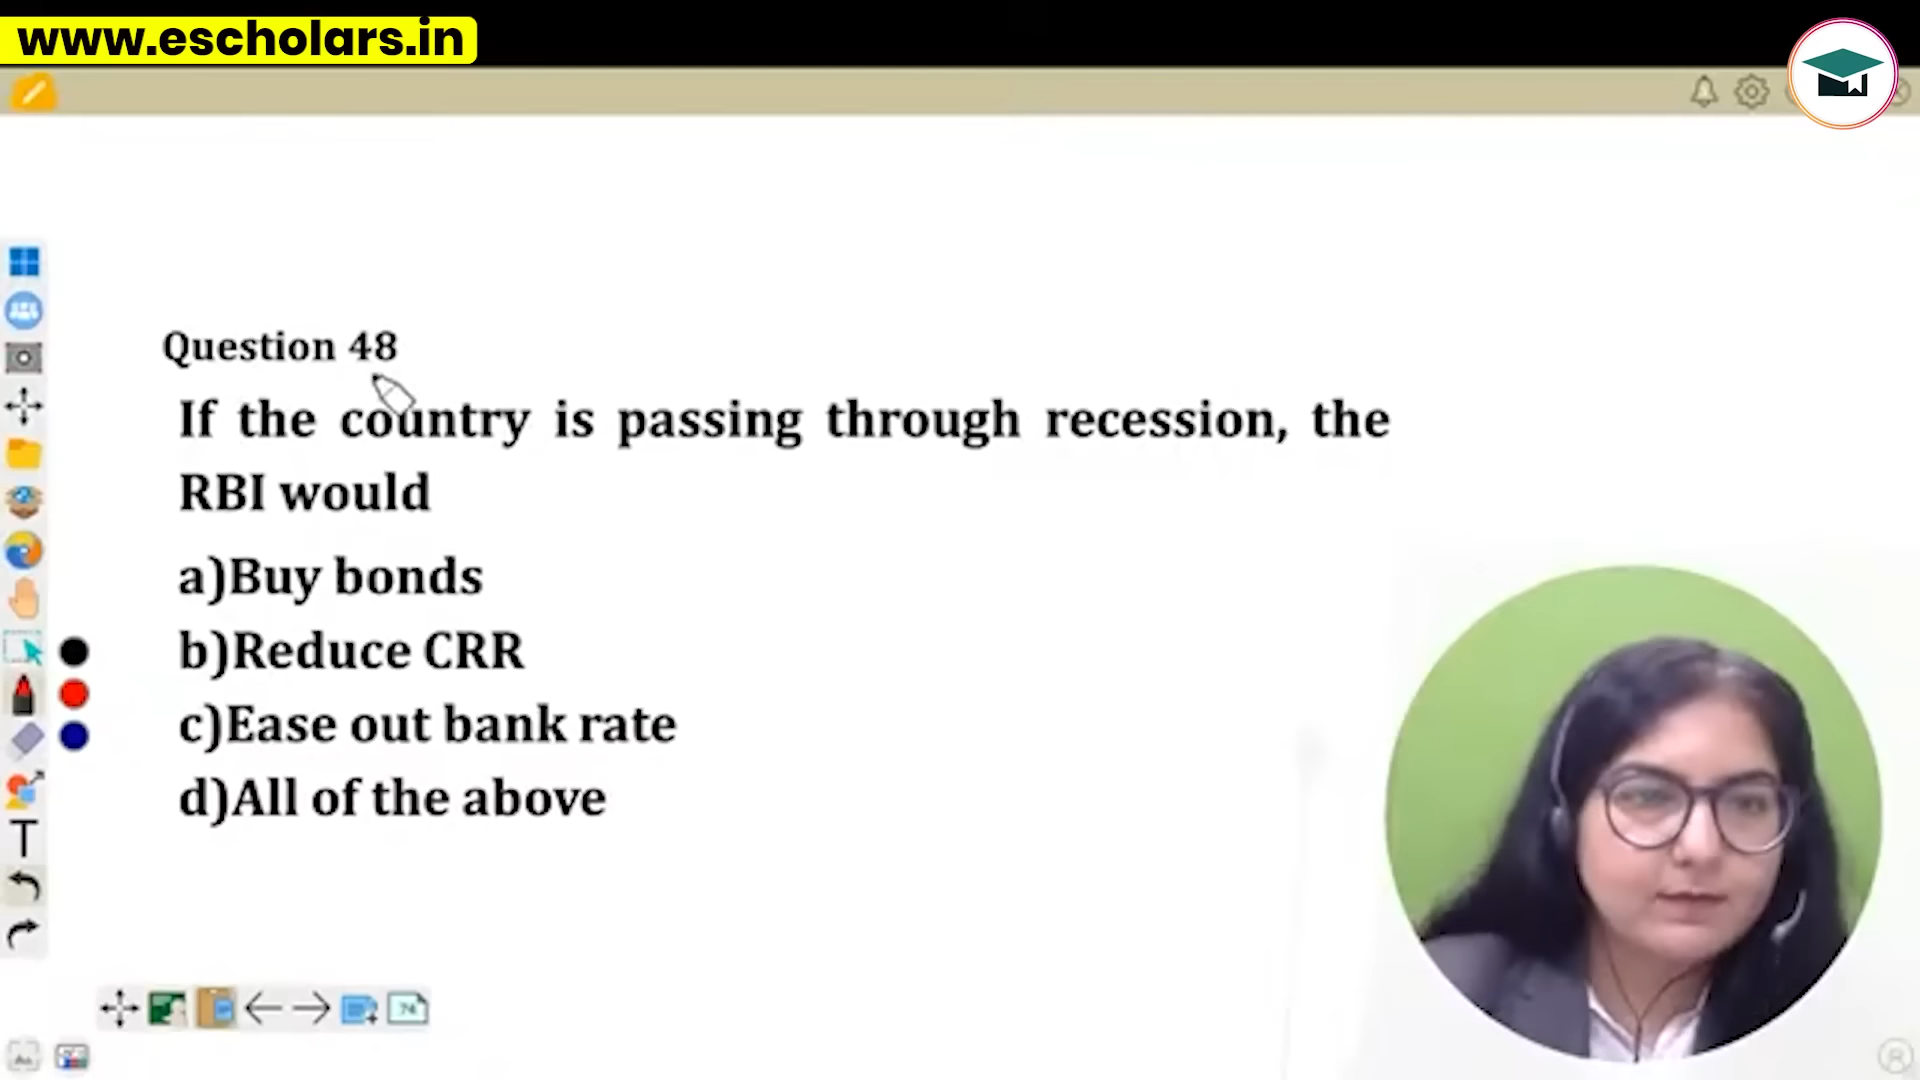 www.escholars.in
Question 48
If the country is passing through recession, the
RBI would
a)Buy bonds
b)Reduce CRR
c)Ease out bank rate
d)All of the above
T
74